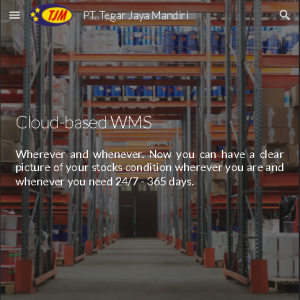 TJM
PT. Tegar Jaya Mandiri
Cloud-based WMS
Wherever and whenever. Now you can have a clear
picture of your stocks condition wherever you are and
whenever you need 24/7 - 365 days.